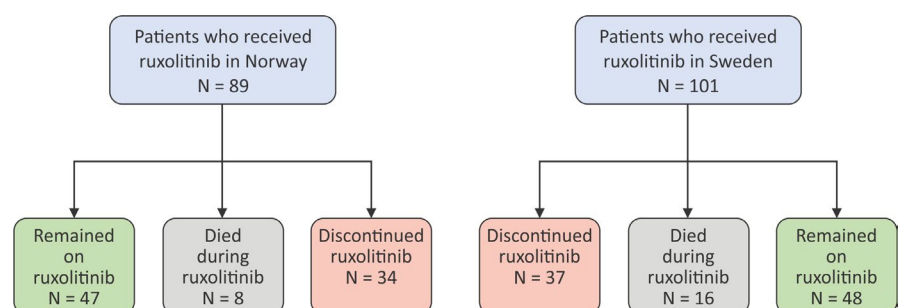 Patients who received
ruxolitinib in Norway
N = 89
Patients who received
ruxolitinib in Sweden
N = 101
Remained
on
ruxolitinib
N = 47
Died
during
ruxolitinib
N = 8
Discontinued
ruxolitinib
N = 34
Discontinued
ruxolitinib
N = 37
Died
during
ruxolitinib
N = 16
Remained
on
ruxolitinib
N = 48